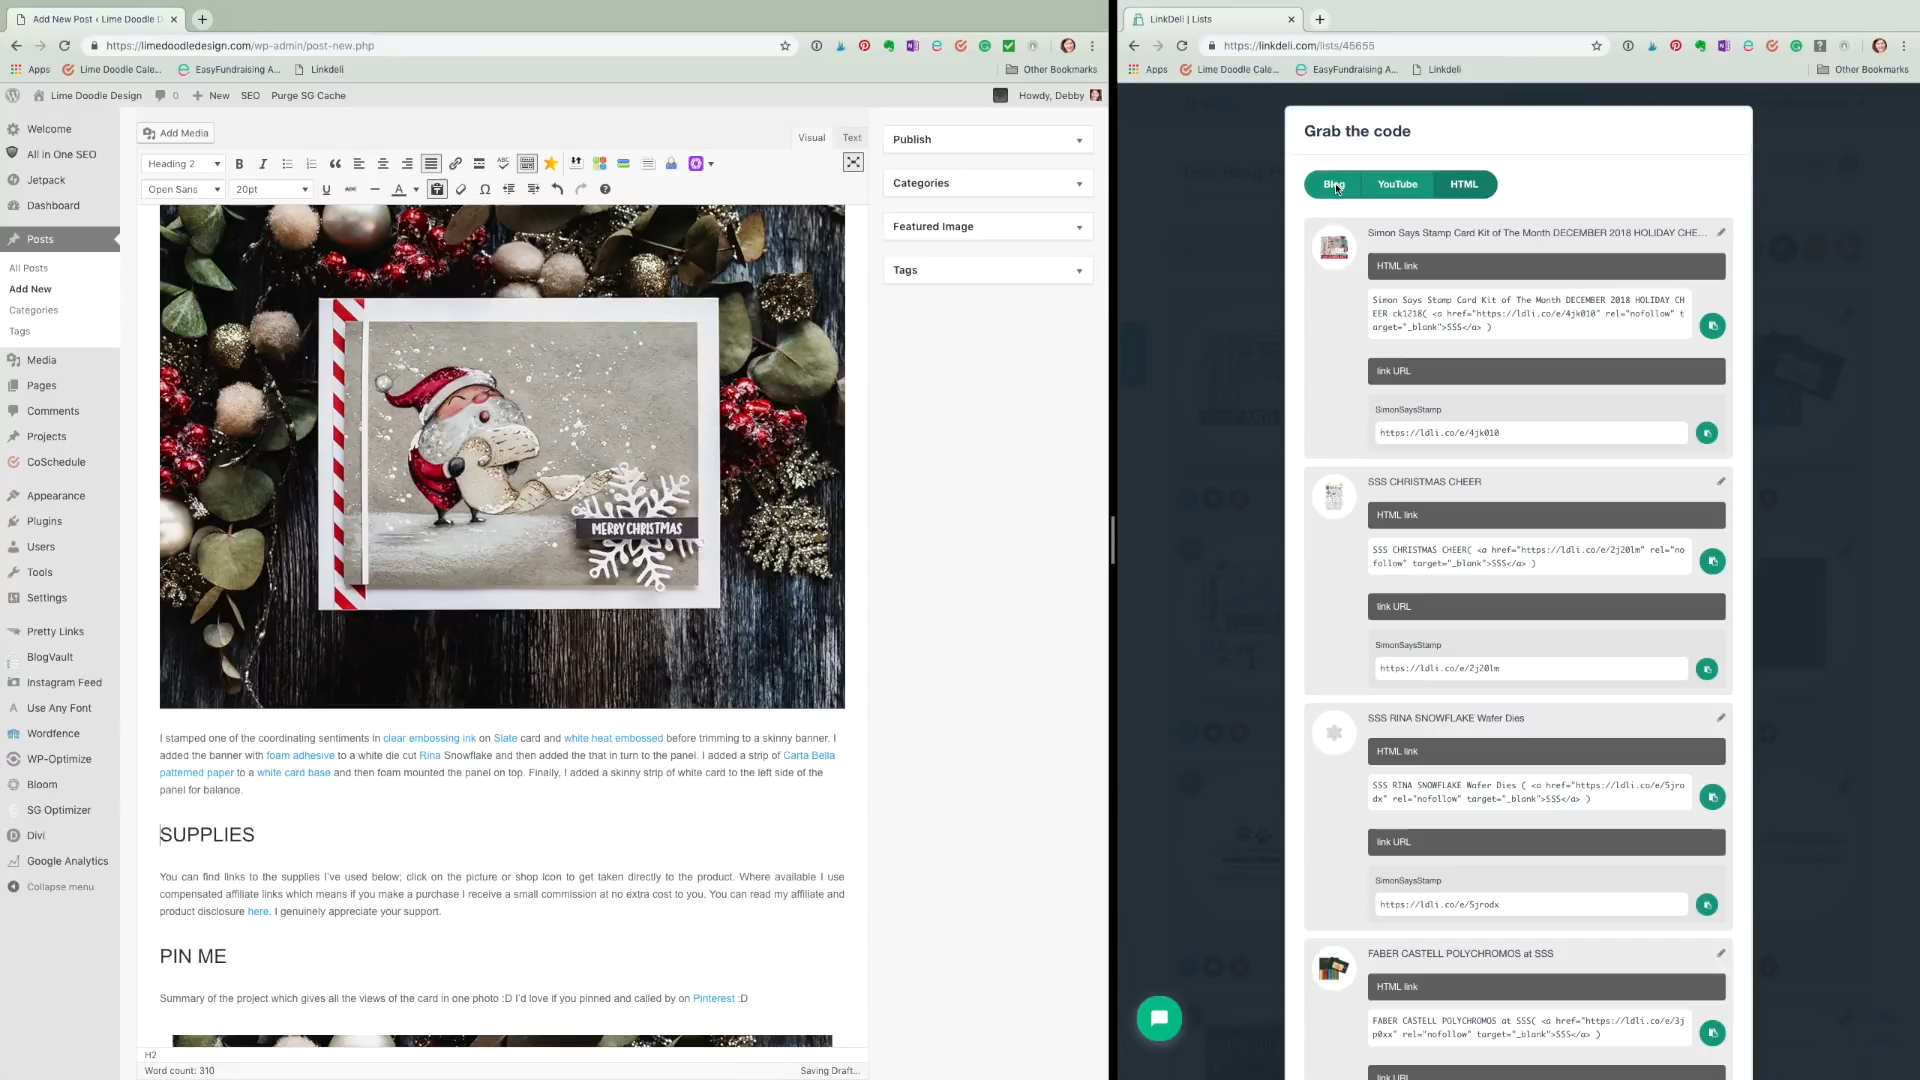 Add New Post ‹ Lime Doodle D
https://limedoodledesign.com/wp-admin/post-new.php
Apps
Lime Doodle Cale...
EasyFundraising A...
Linkdeli
Other Bookmarks
Lime Doodle Design
0
New
SEO
Purge SG Cache
Howdy, Debby
Welcome
All in One SEO
Jetpack
Dashboard
Posts
All Posts
Add New
Categories
Tags
Media
Pages
Comments
Projects
CoSchedule
Appearance
Plugins
Users
Tools
Settings
Pretty Links
BlogVault
Instagram Feed
Use Any Font
Wordfence
WP-Optimize
Bloom
SG Optimizer
Divi
Google Analytics
Collapse menu
Add Media
Visual
Text
Heading 2
Open Sans
20pt
MERRY CHRISTMAS
I stamped one of the coordinating sentiments in clear embossing ink on Slate card and white heat embossed before trimming to a skinny banner. I
added the banner with foam adhesive to a white die cut Rina Snowflake and then added the that in turn to the panel. I added a strip of Carta Bella
patterned paper to a white card base and then foam mounted the panel on top. Finally, I added a skinny strip of white card to the left side of the
panel for balance.
SUPPLIES
You can find links to the supplies I've used below; click on the picture or shop icon to get taken directly to the product. Where available I use
compensated affiliate links which means if you make a purchase I receive a small commission at no extra cost to you. You can read my affiliate and
product disclosure here. I genuinely appreciate your support.
PIN ME
Summary of the project which gives all the views of the card in one photo :D I'd love if you pinned and called by on Pinterest :D
H2
Word count: 310
Saving Draft...
Publish
Categories
Featured Image
Tags
LinkDeli | Lists
https://linkdeli.com/lists/45655
Apps
Lime Doodle Cale...
EasyFundraising A...
Linkdeli
Other Bookmarks
Grab the code
Blog
YouTube
HTML
Simon Says Stamp Card Kit of The Month DECEMBER 2018 HOLIDAY CHE...
HTML link
Simon Says Stamp Card Kit of The Month DECEMBER 2018 HOLIDAY CH
EER ck1218( <a href="https://ldli.co/e/4jk010" rel="nofollow" t
arget="_blank">SSS</a> )
link URL
SimonSaysStamp
https://ldli.co/e/4jk010
SSS CHRISTMAS CHEER
HTML link
SSS CHRISTMAS CHEER( <a href="https://ldli.co/e/2j20lm" rel="no
follow" target="_blank">SSS</a> )
link URL
SimonSaysStamp
https://ldli.co/e/2j20lm
SSS RINA SNOWFLAKE Wafer Dies
HTML link
SSS RINA SNOWFLAKE Wafer Dies ( <a href="https://ldli.co/e/5jro
dx" rel="nofollow" target="_blank">SSS</a> )
link URL
SimonSaysStamp
https://ldli.co/e/5jrodx
FABER CASTELL POLYCHROMOS at SSS
HTML link
FABER CASTELL POLYCHROMOS at SSS( <a href="https://ldli.co/e/3j
p0xx" rel="nofollow" target="_blank">SSS</a> )
link URL